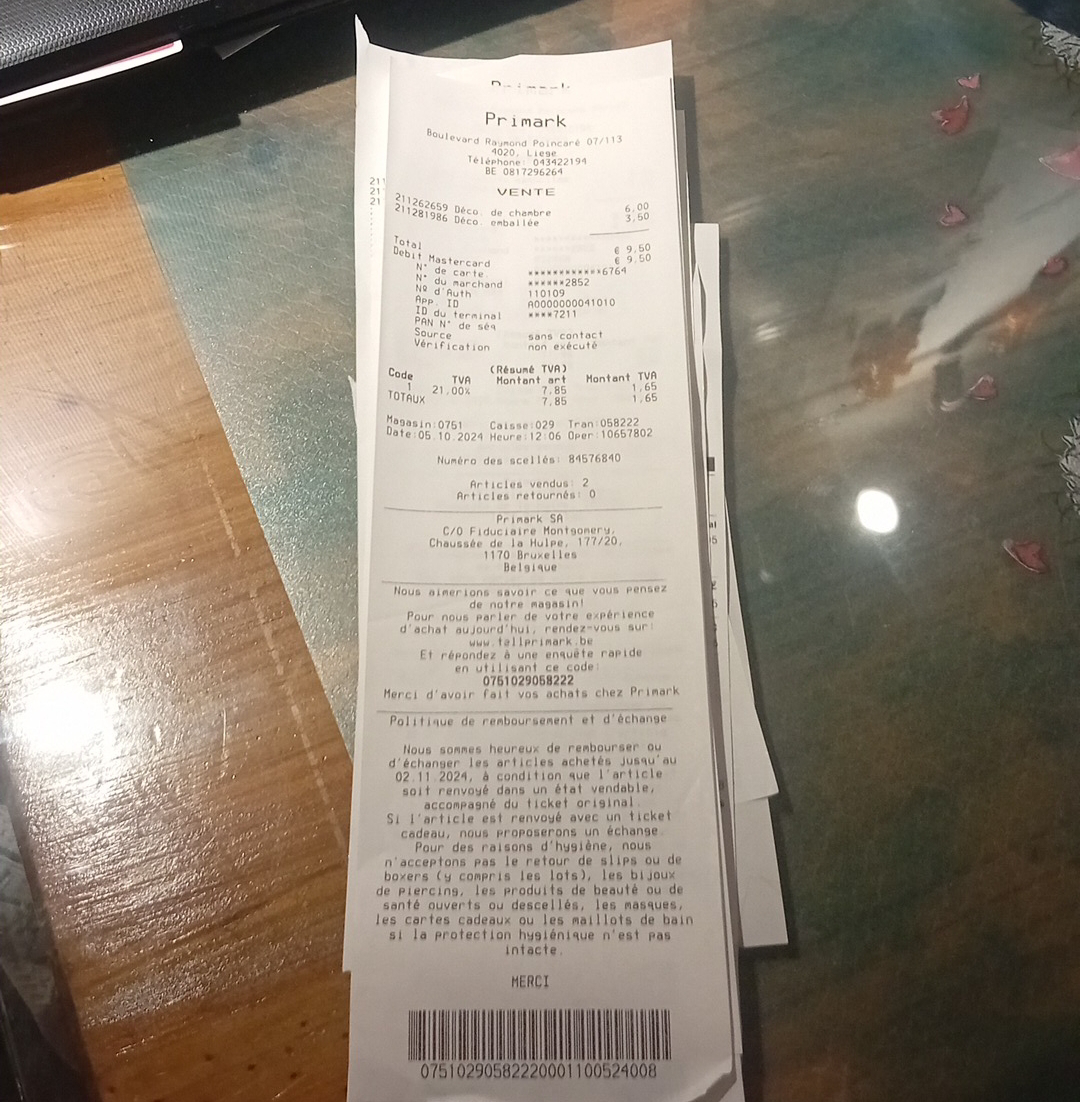 Primark
Primark
Boulevard Raymond Poincaré 07/113
4020, Liege
Téléphone: 043422194
BE 0817296264
VENTE
211262659 Déco. de chambre 6,00
211281986 Déco. emballée 3,50
Total € 9,50
Debit Mastercard € 9,50
N° de carte. ************6764
N° du marchand ******2852
Nº d'Auth 110109
App. ID A0000000041010
ID du terminal ****7211
PAN N° de séq
Source sans contact
Vérification non exécuté
(Résumé TVA)
Code TVA Montant art Montant TVA
1 21,00% 7,85 1,65
TOTAUX 7,85 1,65
Magasin:0751 Caisse:029 Tran:058222
Date:05.10.2024 Heure:12:06 Oper:10657802
Numéro des scellés: 84576840
Articles vendus: 2
Articles retournés: 0
Primark SA
C/O Fiduciaire Montgomery,
Chaussée de la Hulpe, 177/20,
1170 Bruxelles
Belgique
Nous aimerions savoir ce que vous pensez
de notre magasin!
Pour nous parler de votre expérience
d'achat aujourd'hui, rendez-vous sur:
www.tellprimark.be
Et répondez à une enquête rapide
en utilisant ce code:
0751029058222
Merci d'avoir fait vos achats chez Primark
Politique de remboursement et d'échange
Nous sommes heureux de rembourser ou
d'échanger les articles achetés jusqu'au
02.11.2024, à condition que l'article
soit renvoyé dans un état vendable,
accompagné du ticket original.
Si l'article est renvoyé avec un ticket
cadeau, nous proposerons un échange.
Pour des raisons d'hygiène, nous
n'acceptons pas le retour de slips ou de
boxers (y compris les lots), les bijoux
de piercing, les produits de beauté ou de
santé ouverts ou descellés, les masques,
les cartes cadeaux ou les maillots de bain
si la protection hygiénique n'est pas
intacte.
MERCI
0751029058222000110052​4008